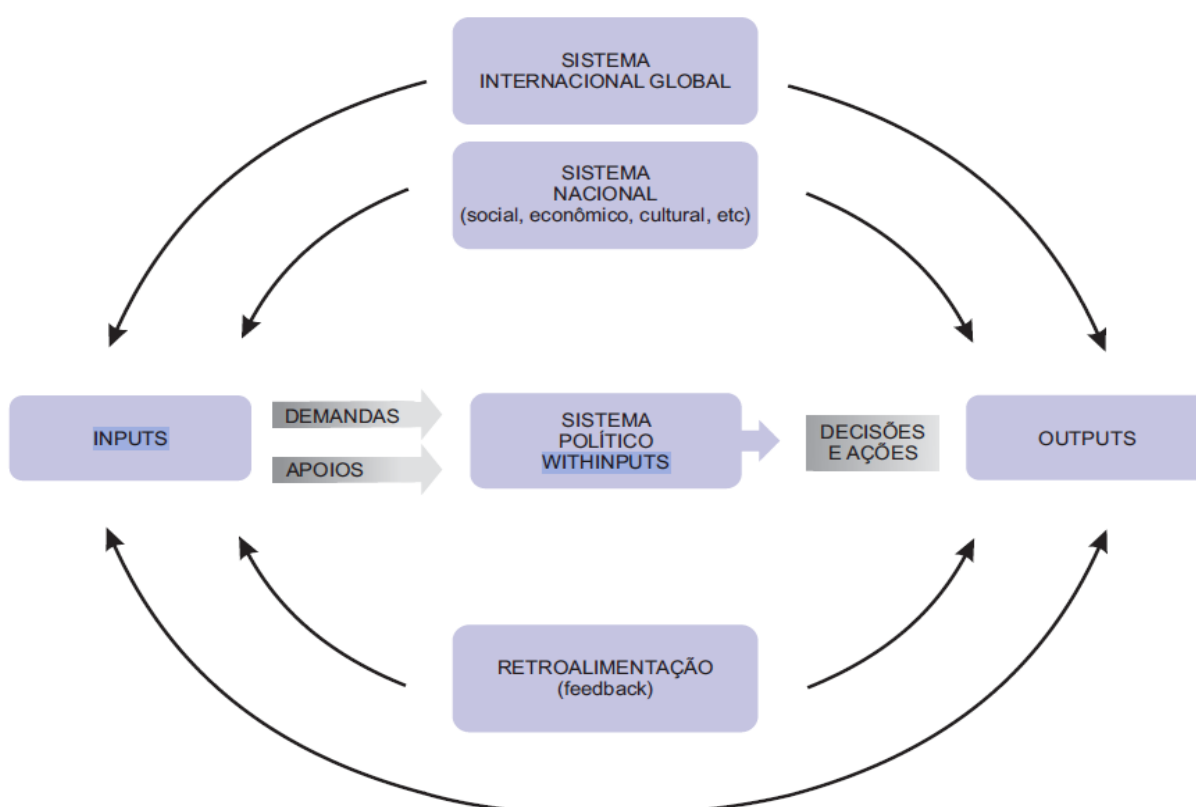 SISTEMA
INTERNACIONAL GLOBAL
SISTEMA
NACIONAL
(social, econômico, cultural, etc)
INPUTS
DEMANDAS
APOIOS
SISTEMA
POLÍTICO
WITHINPUTS
DECISÕES
E AÇÕES
OUTPUTS
RETROALIMENTAÇÃO
(feedback)